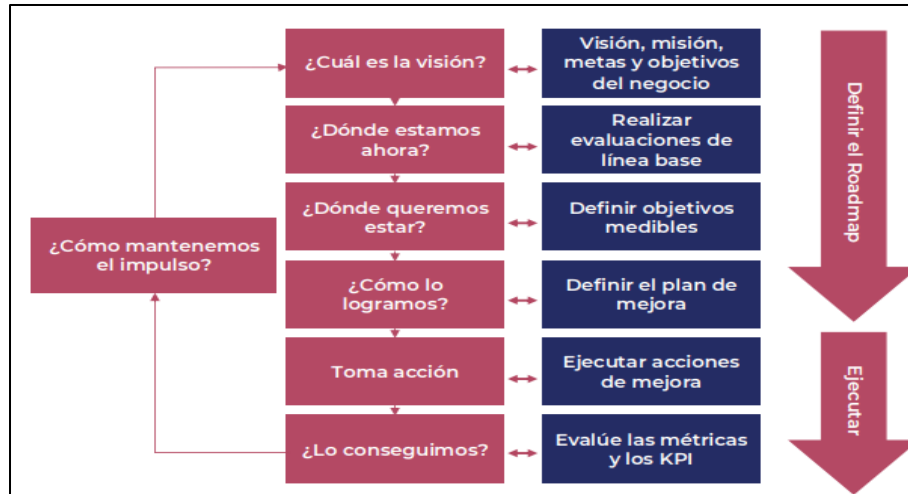 ¿Cuál es la visión?
Visión, misión,
metas y objetivos
del negocio
¿Dónde estamos
ahora?
Realizar
evaluaciones de
línea base
¿Dónde queremos
estar?
Definir objetivos
medibles
¿Cómo mantenemos
el impulso?
¿Cómo lo
logramos?
Definir el plan de
mejora
Toma acción
Ejecutar acciones
de mejora
¿Lo conseguimos?
Evalúe las métricas
y los KPI
Definir el Roadmap
Ejecutar